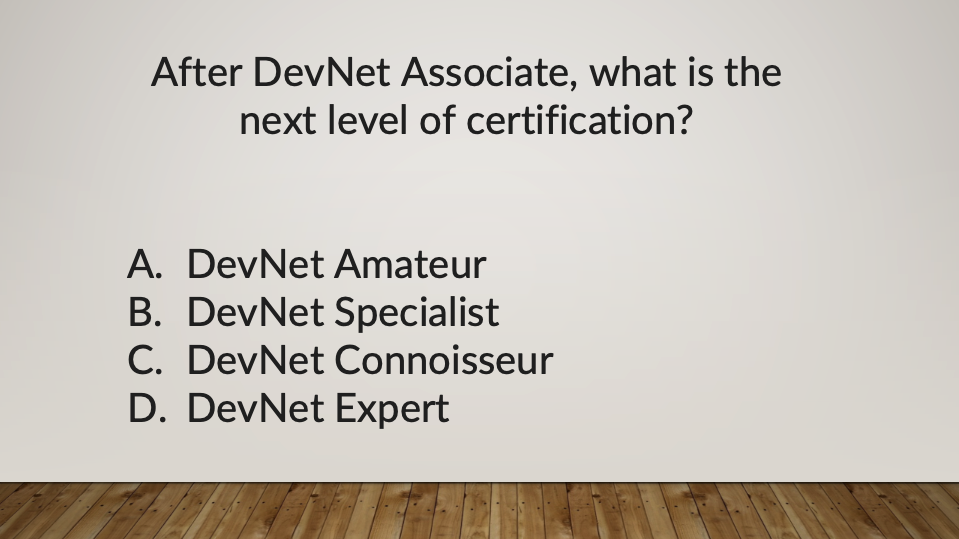 After DevNet Associate, what is the
next level of certification?
A. DevNet Amateur
B. DevNet Specialist
C. DevNet Connoisseur
D. DevNet Expert